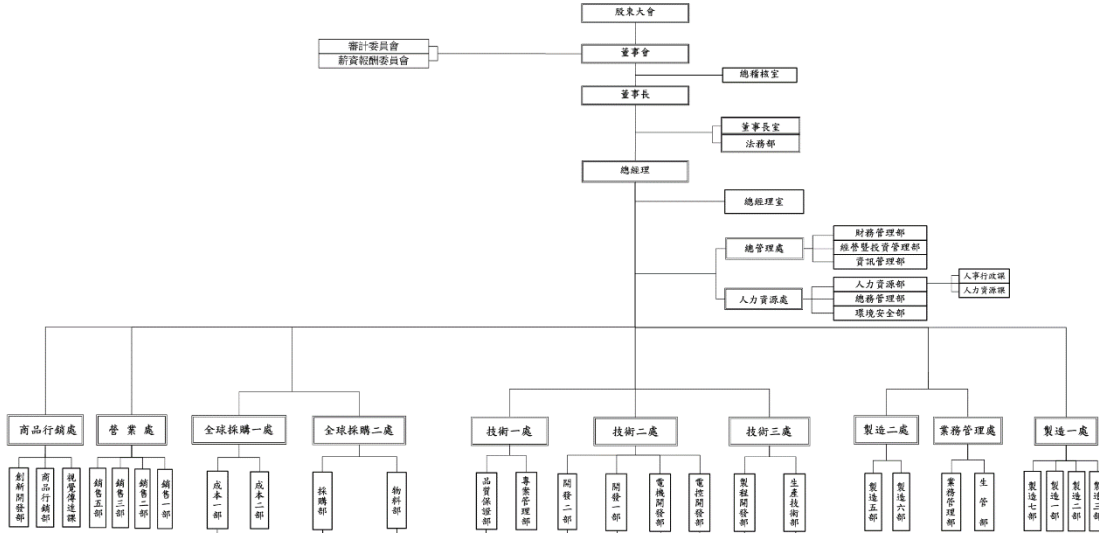 股東大會
審計委員會
薪資報酬委員會
董事會
總稽核室
董事長
董事長室
法務部
總經理
總經理室
總管理處
財務管理部
經營暨投資管理部
資訊管理部
人力資源處
人力資源部
總務管理部
環境安全部
人事行政課
人力資源課
商品行銷處
營業處
全球採購一處
全球採購二處
技術一處
技術二處
技術三處
製造二處
業務管理處
製造一處
創新開發部
商品行銷部
視覺傳達課
銷售五部
銷售三部
銷售二部
銷售一部
成本一部
成本二部
採購部
物料部
品質保證部
專案管理部
開發二部
開發一部
電機開發部
電控開發部
製程開發部
生產技術部
製造五部
製造六部
業務管理部
生管部
製造七部
製造一部
製造二部
製造三部